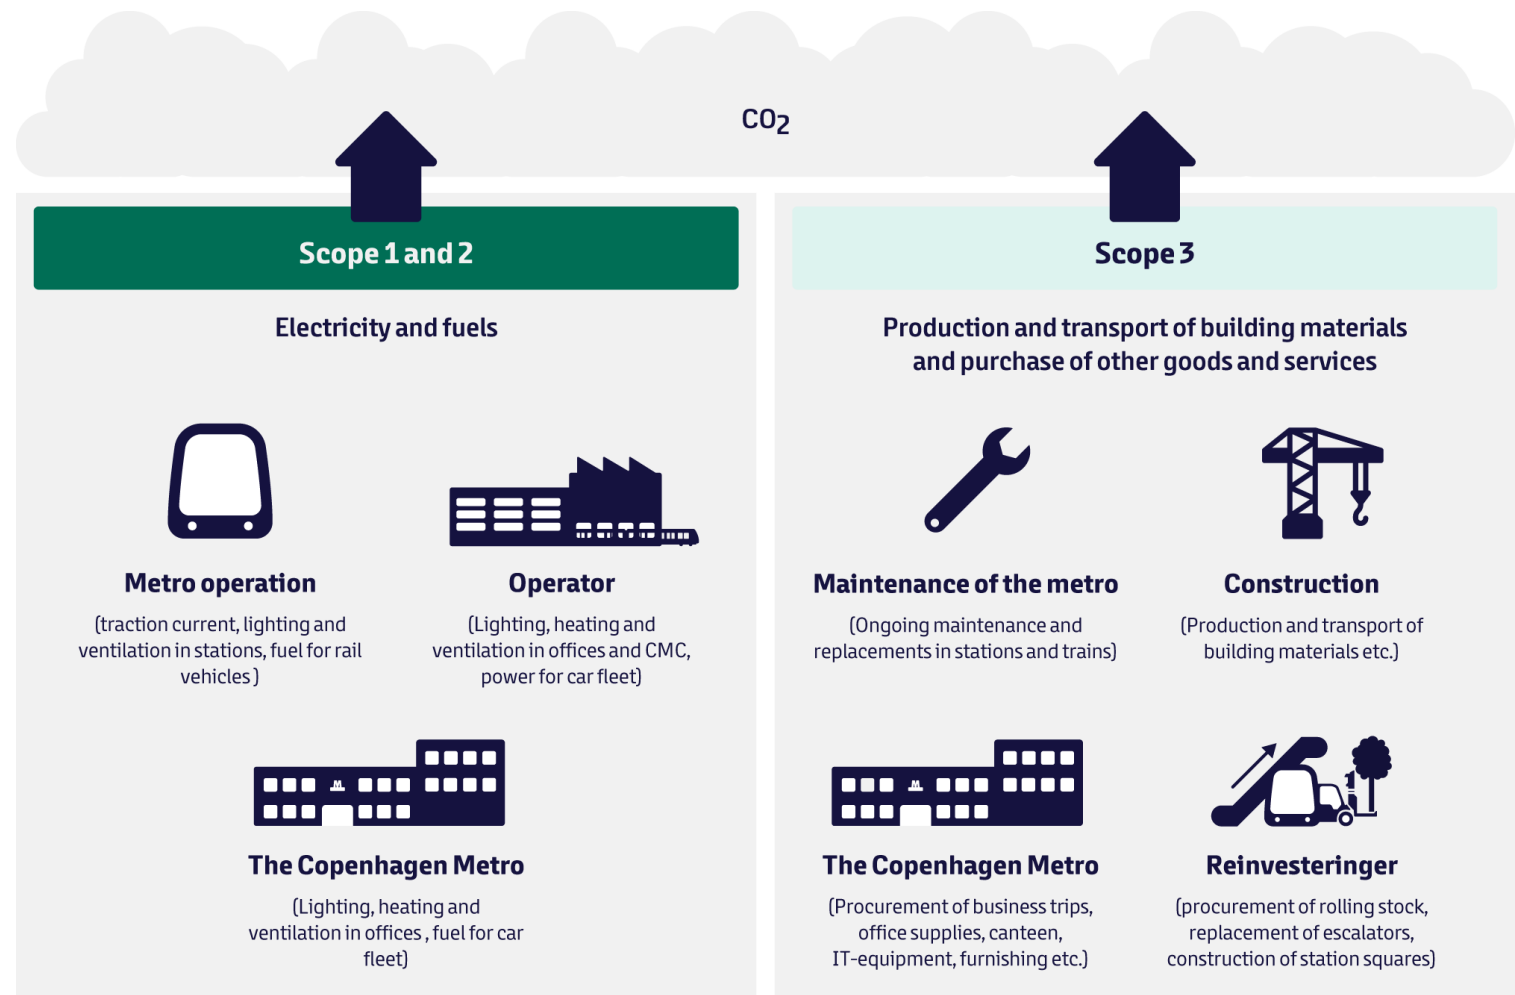 CO2
Scope 1 and 2
Electricity and fuels
Metro operation
(traction current, lighting and
ventilation in stations, fuel for rail
vehicles )
Operator
(Lighting, heating and
ventilation in offices and CMC,
power for car fleet)
M
The Copenhagen Metro
(Lighting, heating and
ventilation in offices , fuel for car
fleet)
Scope 3
Production and transport of building materials
and purchase of other goods and services
Maintenance of the metro
(Ongoing maintenance and
replacements in stations and trains)
Construction
(Production and transport of
building materials etc.)
M
The Copenhagen Metro
(Procurement of business trips,
office supplies, canteen,
IT-equipment, furnishing etc.)
Reinvesteringer
(procurement of rolling stock,
replacement of escalators,
construction of station squares)